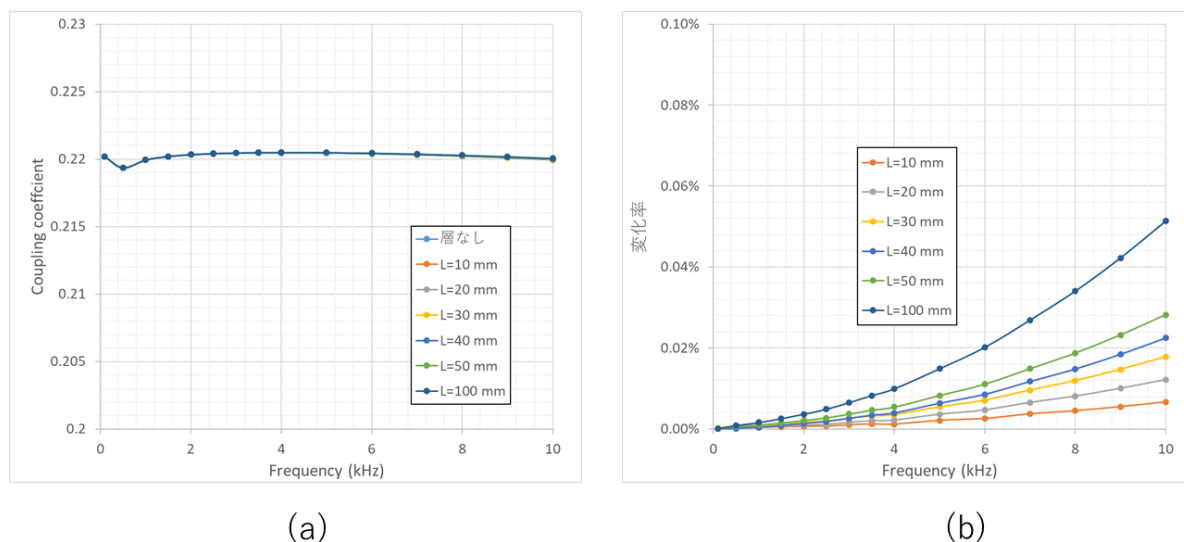 0.23
0.225
0.22
0.215
0.21
0.205
0.2
Coupling coeffcient
0 2 4 6 8 10
Frequency (kHz)
層なし
L=10 mm
L=20 mm
L=30 mm
L=40 mm
L=50 mm
L=100 mm
(a)
0.10%
0.08%
0.06%
0.04%
0.02%
0.00%
変化率
0 2 4 6 8 10
Frequency (kHz)
L=10 mm
L=20 mm
L=30 mm
L=40 mm
L=50 mm
L=100 mm
(b)